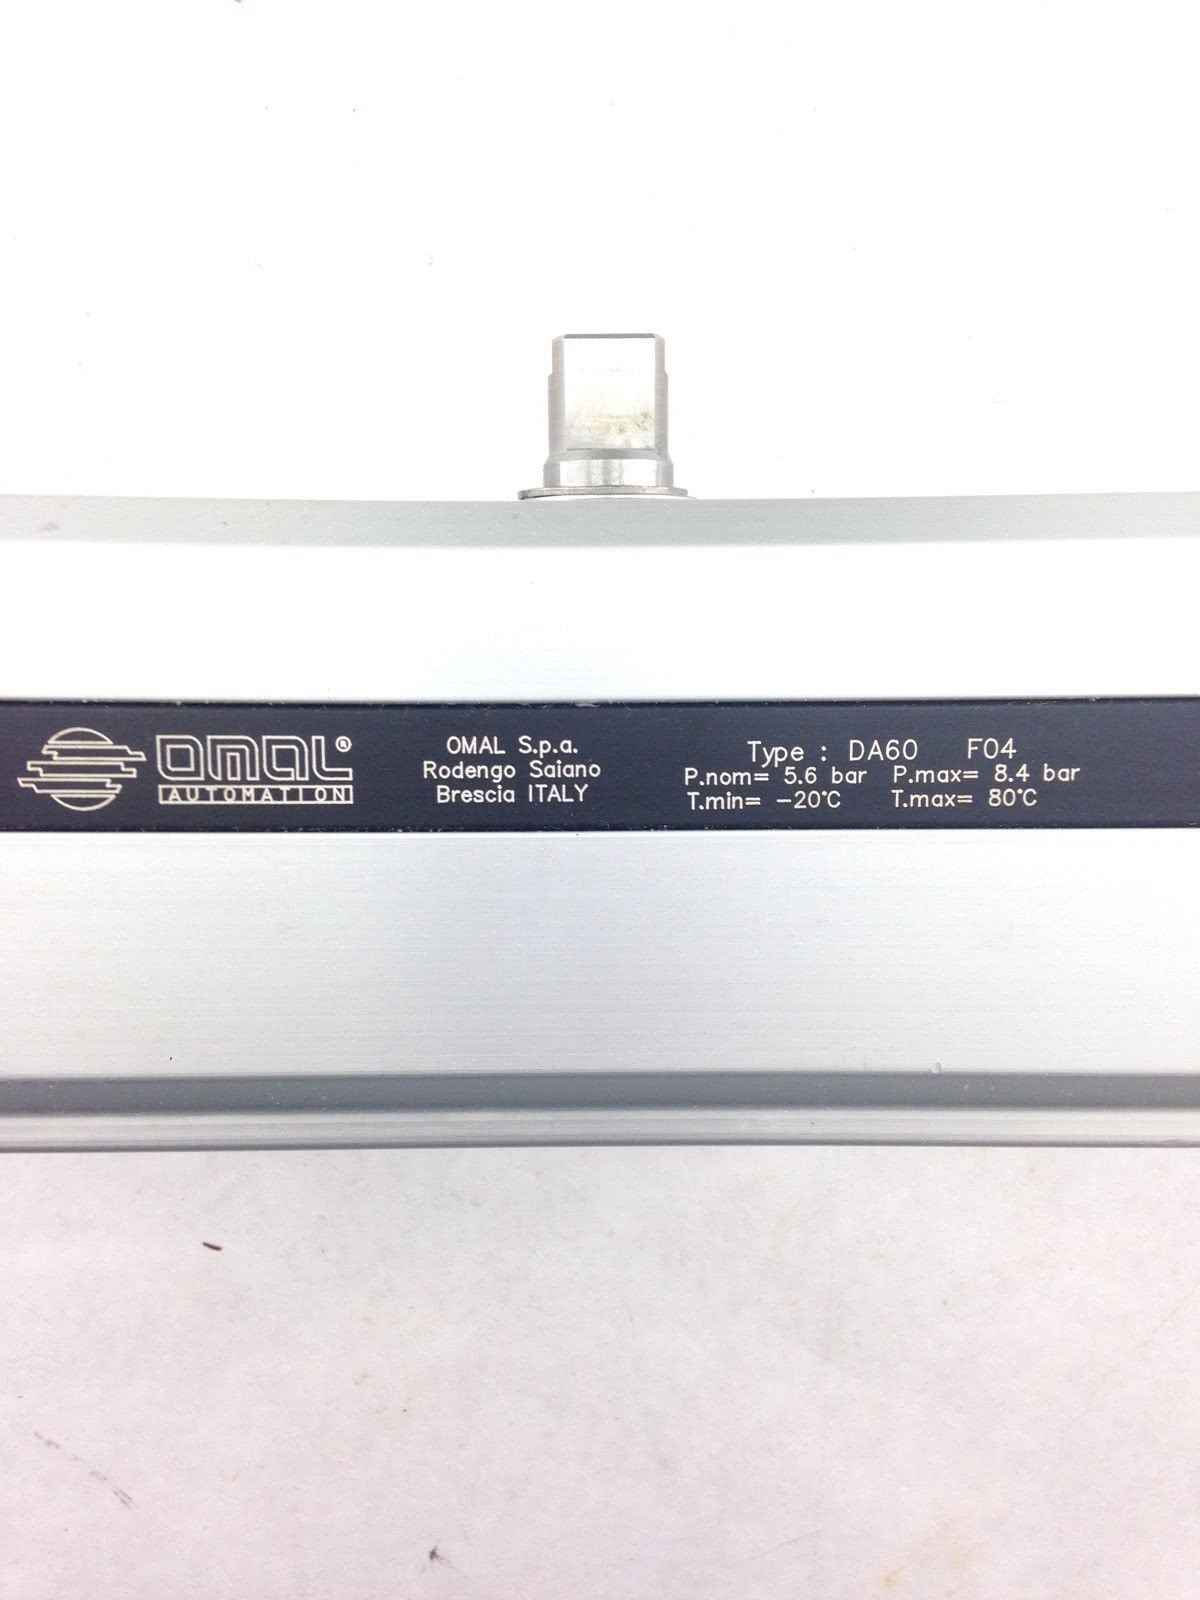 OMAL®
AUTOMATION
OMAL S.p.a.
Rodengo Saiano
Brescia ITALY
Type : DA60 F04
P.nom= 5.6 bar P.max= 8.4 bar
T.min= -20°C T.max= 80°C